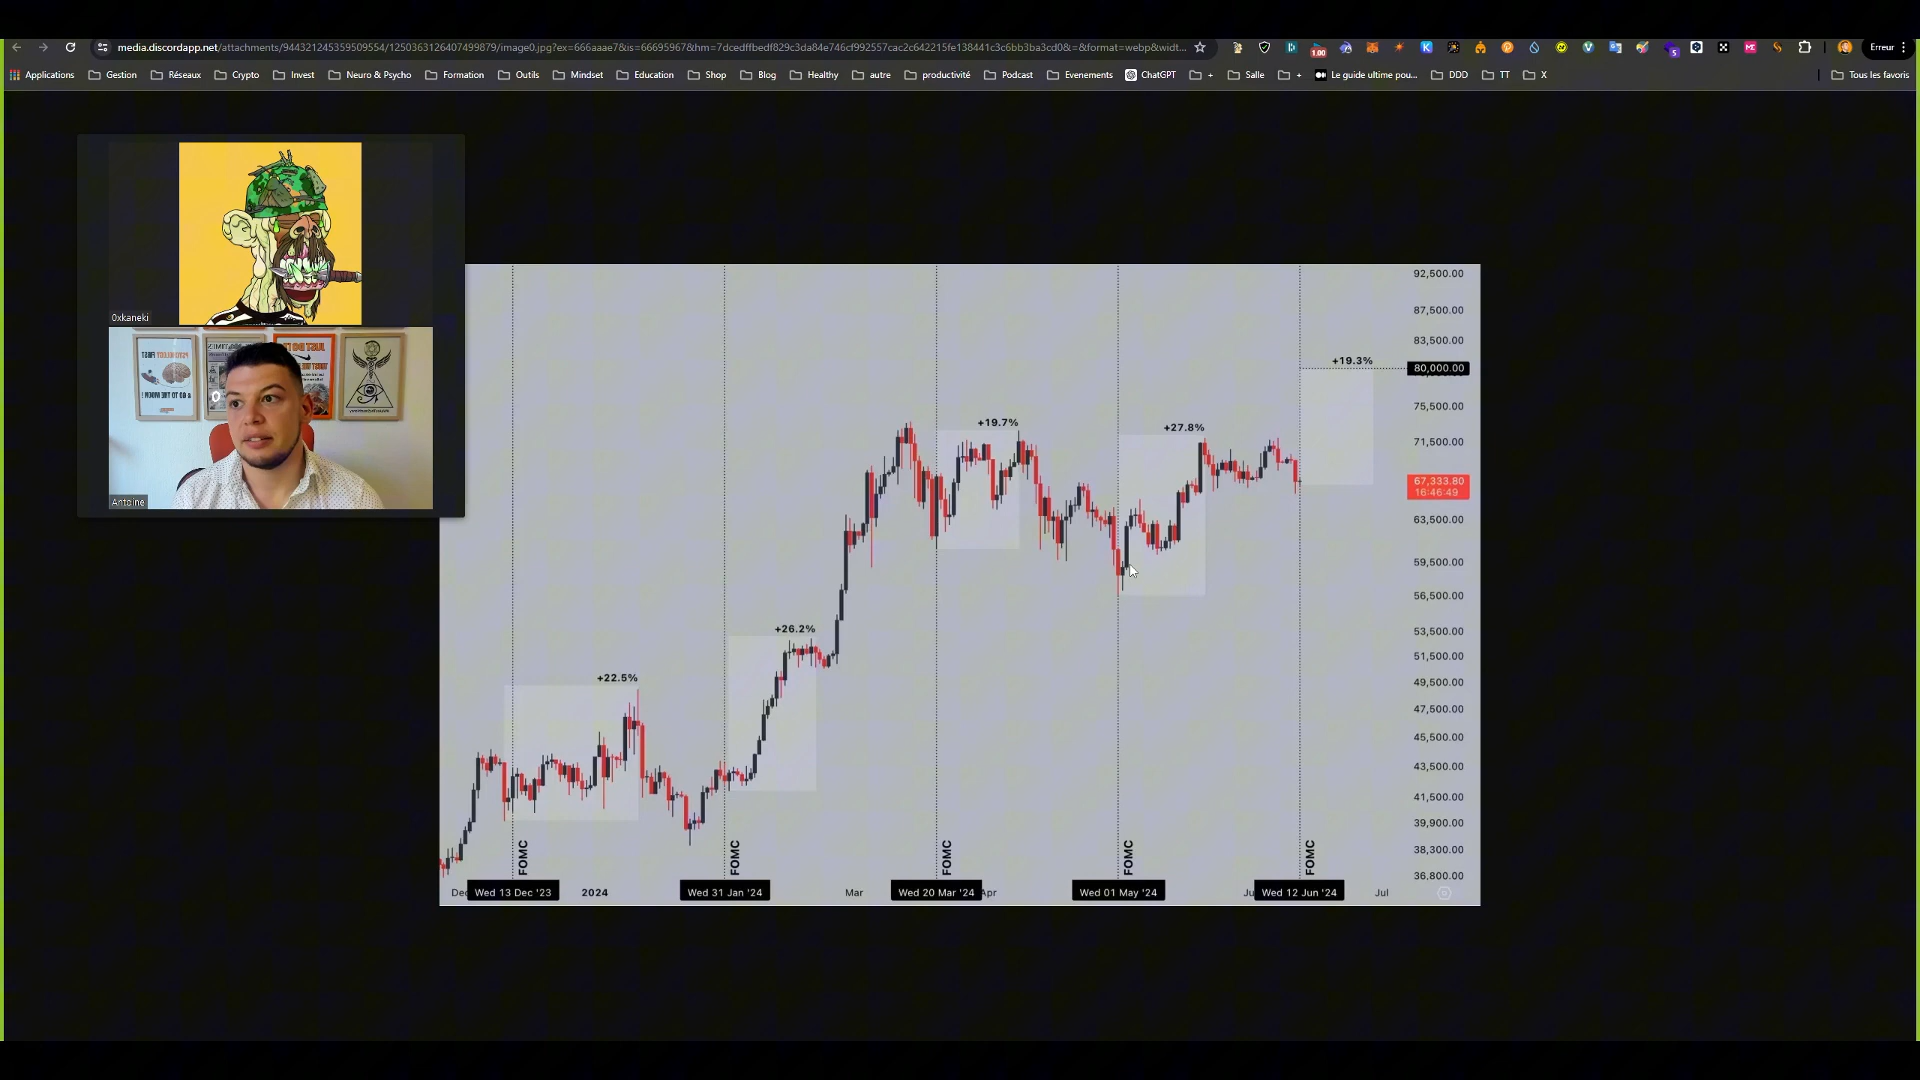 media.discordapp.net/attachments/944321245359509554/1250363126407499879/image0.jpg?ex=666aaae7&is=66695967&hm=7dcedffbedf829c3da84e746cf992557cac2c642215fe138441c3c6bb3ba3cd0&=&format=webp&widt...
1.00
5
Erreur
Applications Gestion Réseaux Crypto Invest Neuro & Psycho Formation Outils Mindset Education Shop Blog Healthy autre productivité Podcast Evenements ChatGPT + Salle + Le guide ultime pou... DDD TT X Tous les favoris
0xkaneki
Antoine
92,500.00
87,500.00
83,500.00
+19.3%
80,000.00
75,500.00
+19.7%
+27.8%
71,500.00
67,333.80
16:46:49
63,500.00
59,500.00
56,500.00
+26.2%
53,500.00
51,500.00
+22.5%
49,500.00
47,500.00
45,500.00
43,500.00
41,500.00
39,900.00
38,300.00
36,800.00
FOMC
FOMC
FOMC
FOMC
FOMC
Dec Wed 13 Dec '23 2024 Wed 31 Jan '24 Mar Wed 20 Mar '24 Apr Wed 01 May '24 Ju Wed 12 Jun '24 Jul